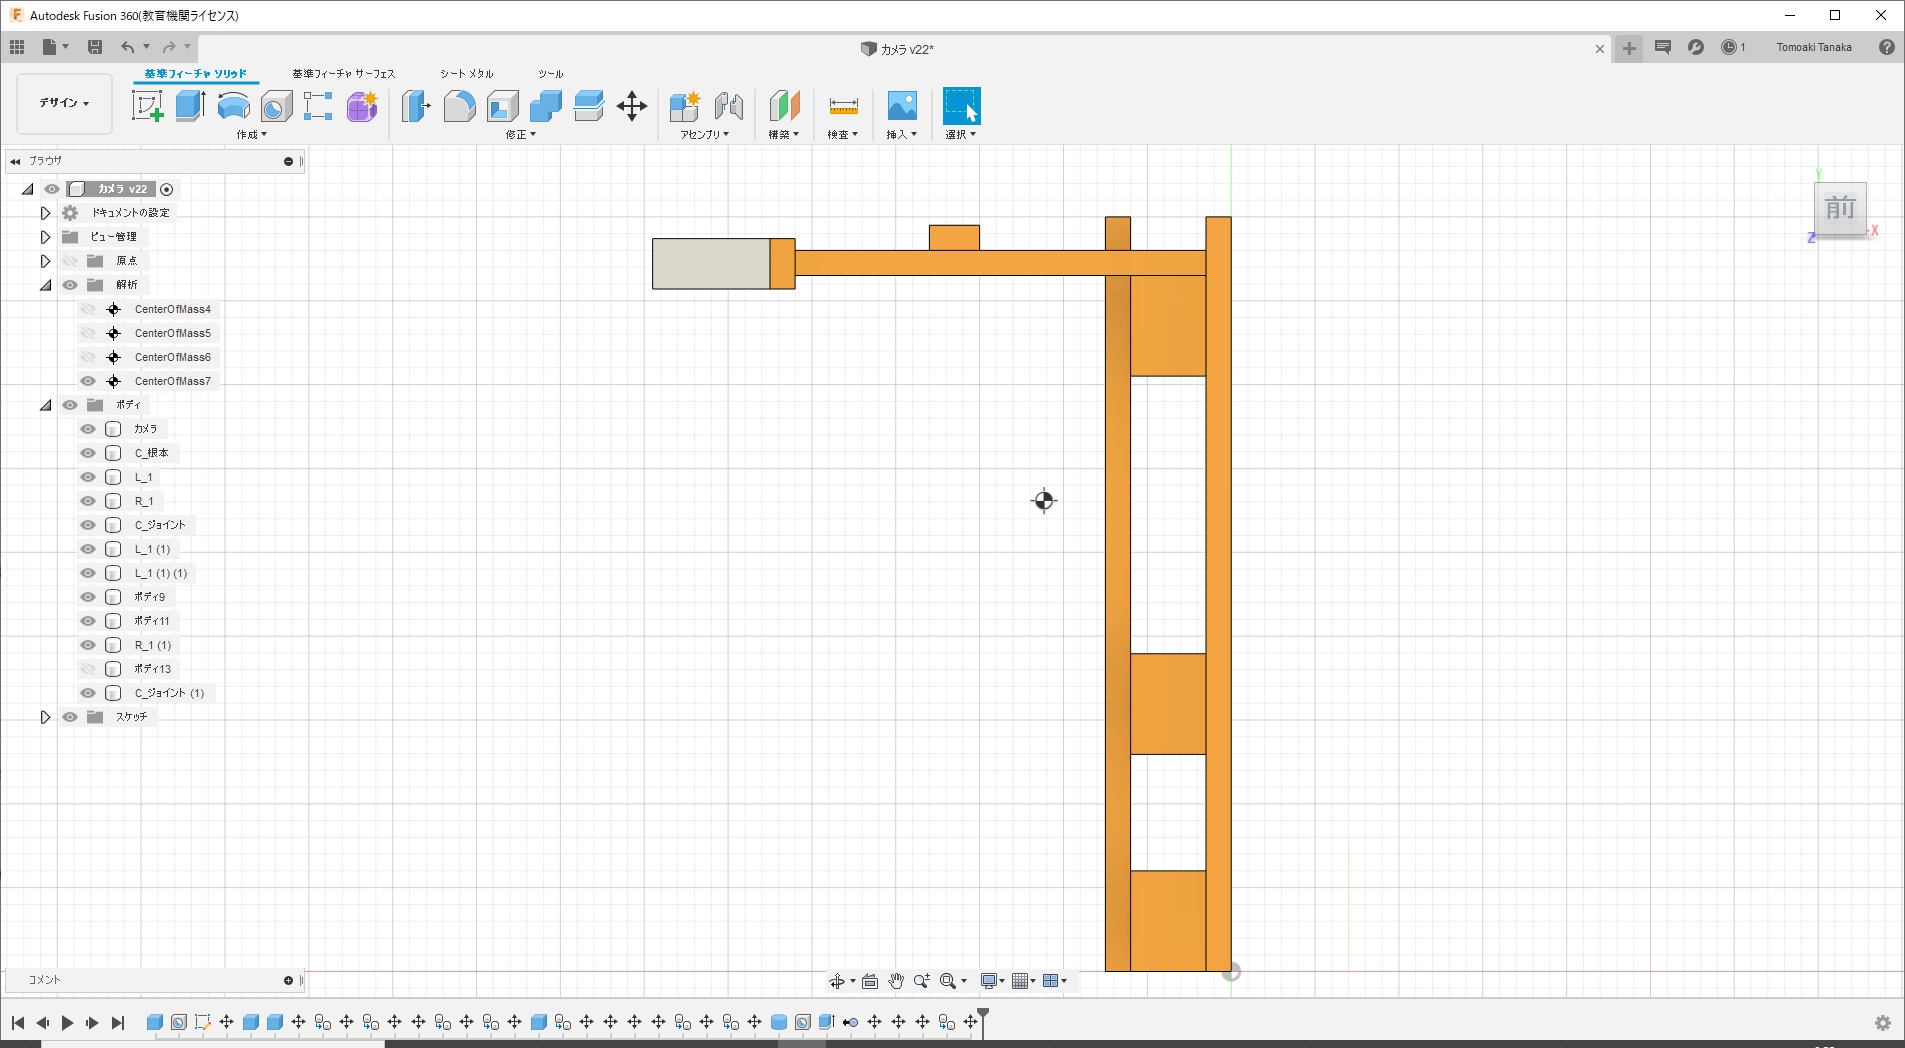 Autodesk Fusion 360(教育機関ライセンス)
カメラ v22*
1
Tomoaki Tanaka
基準フィーチャ ソリッド
基準フィーチャ サーフェス
シート メタル
ツール
デザイン
作成
修正
アセンブリ
構築
検査
挿入
選択
ブラウザ
カメラ v22
ドキュメントの設定
ビュー管理
原点
解析
CenterOfMass4
CenterOfMass5
CenterOfMass6
CenterOfMass7
ボディ
カメラ
C_根本
L_1
R_1
C_ジョイント
L_1 (1)
L_1 (1) (1)
ボディ9
ボディ11
R_1 (1)
ボディ13
C_ジョイント (1)
スケッチ
Y
前
X
Z
コメント